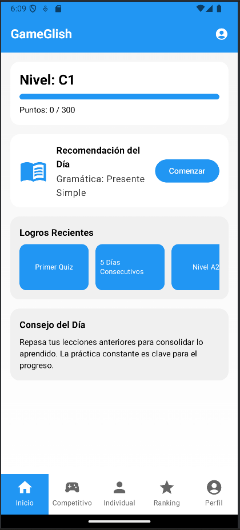 6:09
GameGlish
Nivel: C1
Puntos: 0 / 300
Recomendación del
Día
Gramática: Presente
Simple
Comenzar
Logros Recientes
Primer Quiz
5 Días
Consecutivos
Nivel A2
Consejo del Día
Repasa tus lecciones anteriores para consolidar lo
aprendido. La práctica constante es clave para el
progreso.
Inicio
Competitivo
Individual
Ranking
Perfil